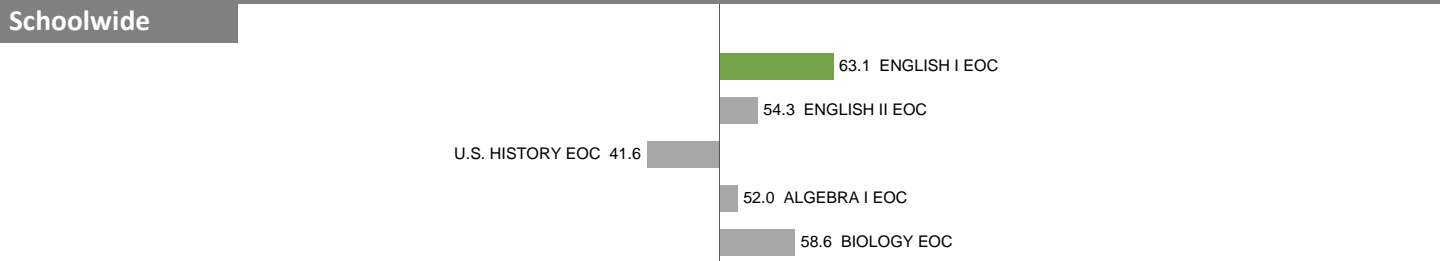 Schoolwide
63.1 ENGLISH I EOC
54.3 ENGLISH II EOC
U.S. HISTORY EOC 41.6
52.0 ALGEBRA I EOC
58.6 BIOLOGY EOC